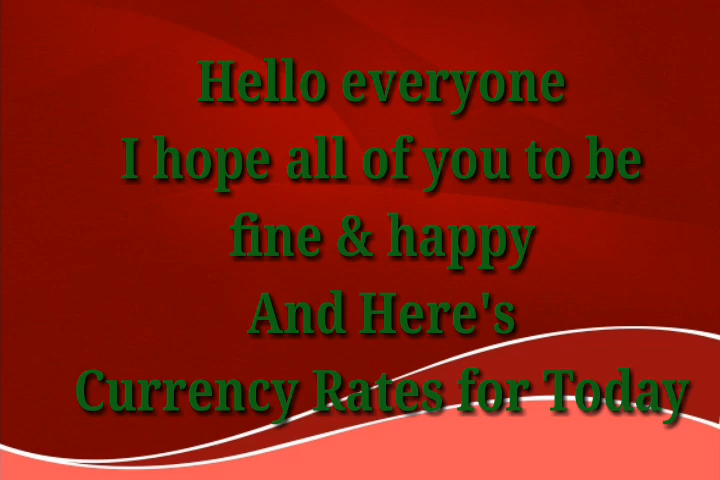 Hello everyone
I hope all of you to be
fine & happy
And Here's
Currency Rates for Today